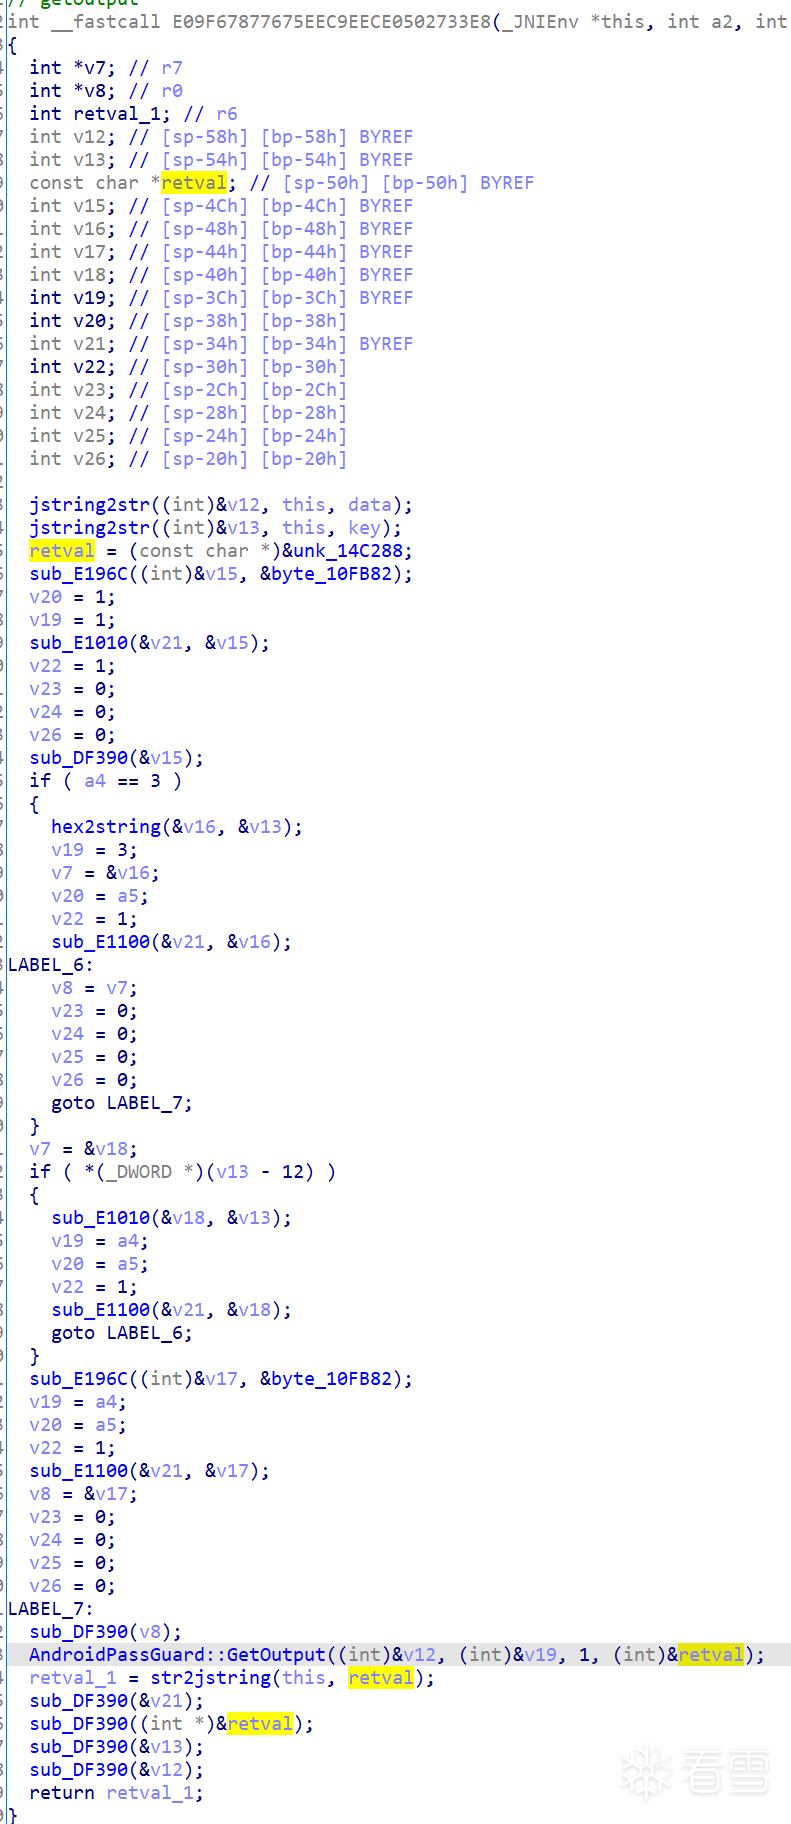 // getOutput
int __fastcall E09F67877675EEC9EECE0502733E8(_JNIEnv *this, int a2, int
{
int *v7; // r7
int *v8; // r0
int retval_1; // r6
int v12; // [sp-58h] [bp-58h] BYREF
int v13; // [sp-54h] [bp-54h] BYREF
const char *retval; // [sp-50h] [bp-50h] BYREF
int v15; // [sp-4Ch] [bp-4Ch] BYREF
int v16; // [sp-48h] [bp-48h] BYREF
int v17; // [sp-44h] [bp-44h] BYREF
int v18; // [sp-40h] [bp-40h] BYREF
int v19; // [sp-3Ch] [bp-3Ch] BYREF
int v20; // [sp-38h] [bp-38h]
int v21; // [sp-34h] [bp-34h] BYREF
int v22; // [sp-30h] [bp-30h]
int v23; // [sp-2Ch] [bp-2Ch]
int v24; // [sp-28h] [bp-28h]
int v25; // [sp-24h] [bp-24h]
int v26; // [sp-20h] [bp-20h]
jstring2str((int)&v12, this, data);
jstring2str((int)&v13, this, key);
retval = (const char *)&unk_14C288;
sub_E196C((int)&v15, &byte_10FB82);
v20 = 1;
v19 = 1;
sub_E1010(&v21, &v15);
v22 = 1;
v23 = 0;
v24 = 0;
v26 = 0;
sub_DF390(&v15);
if ( a4 == 3 )
{
hex2string(&v16, &v13);
v19 = 3;
v7 = &v16;
v20 = a5;
v22 = 1;
sub_E1100(&v21, &v16);
LABEL_6:
v8 = v7;
v23 = 0;
v24 = 0;
v25 = 0;
v26 = 0;
goto LABEL_7;
}
v7 = &v18;
if ( *(_DWORD *)(v13 - 12) )
{
sub_E1010(&v18, &v13);
v19 = a4;
v20 = a5;
v22 = 1;
sub_E1100(&v21, &v18);
goto LABEL_6;
}
sub_E196C((int)&v17, &byte_10FB82);
v19 = a4;
v20 = a5;
v22 = 1;
sub_E1100(&v21, &v17);
v8 = &v17;
v23 = 0;
v24 = 0;
v25 = 0;
v26 = 0;
LABEL_7:
sub_DF390(v8);
AndroidPassGuard::GetOutput((int)&v12, (int)&v19, 1, (int)&retval);
retval_1 = str2jstring(this, retval);
sub_DF390(&v21);
sub_DF390((int *)&retval);
sub_DF390(&v13);
sub_DF390(&v12);
return retval_1;
}
看雪